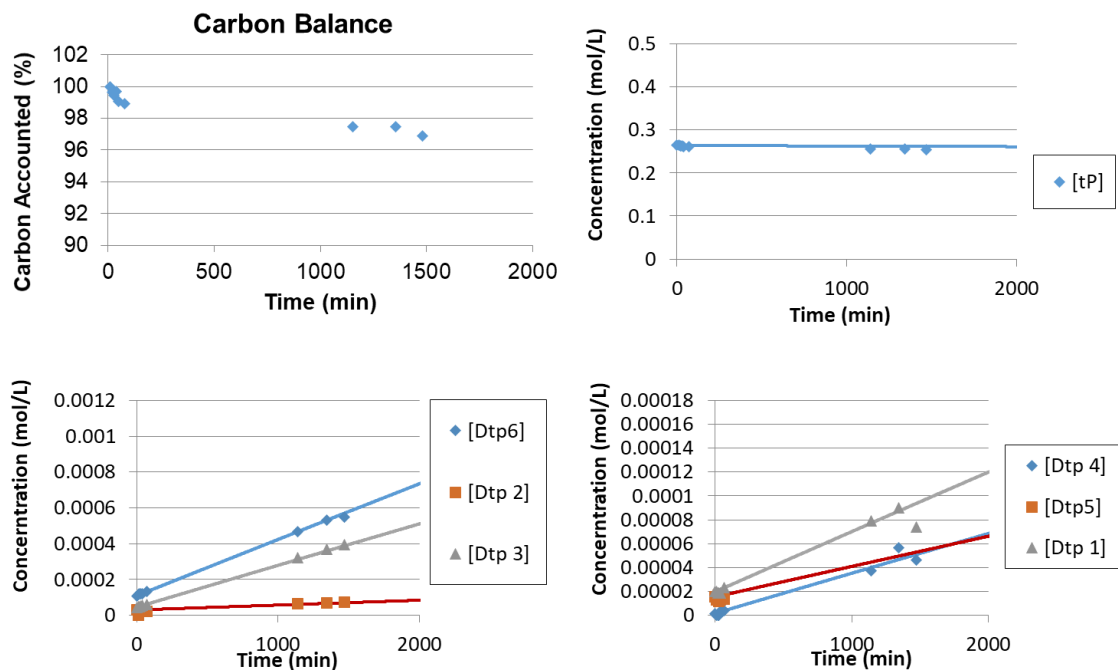 Carbon Balance
Carbon Accounted (%)
102
100
98
96
94
92
90
0 500 1000 1500 2000
Time (min)
Concerntration (mol/L)
0.5
0.4
0.3
0.2
0.1
0
0 1000 2000
Time (min)
[tP]
Concerntration (mol/L)
0.0012
0.001
0.0008
0.0006
0.0004
0.0002
0
0 1000 2000
Time (min)
[Dtp6]
[Dtp 2]
[Dtp 3]
Concerntration (mol/L)
0.00018
0.00016
0.00014
0.00012
0.0001
0.00008
0.00006
0.00004
0.00002
0
0 1000 2000
Time (min)
[Dtp 4]
[Dtp5]
[Dtp 1]